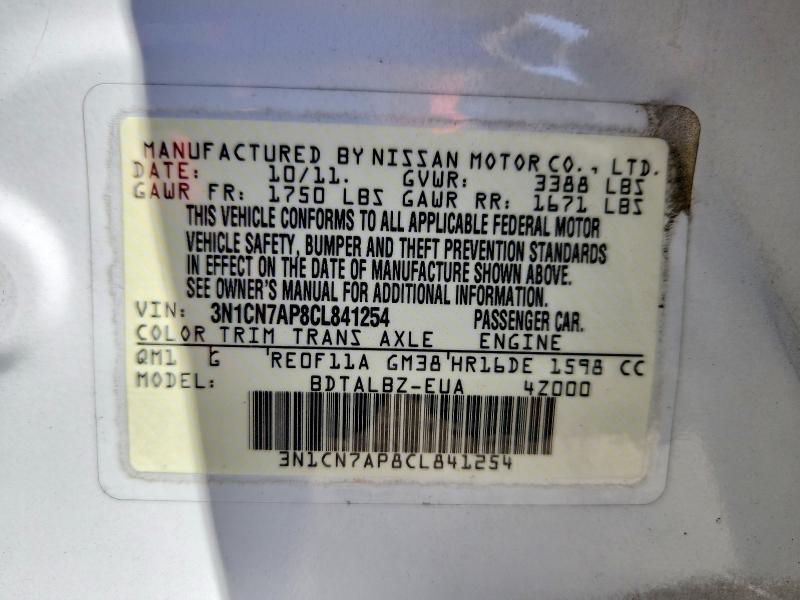 MANUFACTURED BY NISSAN MOTOR CO., LTD.
DATE: 10/11. GVWR: 3388 LBS
GAWR FR: 1750 LBS GAWR RR: 1671 LBS
THIS VEHICLE CONFORMS TO ALL APPLICABLE FEDERAL MOTOR
VEHICLE SAFETY, BUMPER AND THEFT PREVENTION STANDARDS
IN EFFECT ON THE DATE OF MANUFACTURE SHOWN ABOVE.
SEE OWNER'S MANUAL FOR ADDITIONAL INFORMATION.
VIN: 3N1CN7AP8CL841254 PASSENGER CAR.
COLOR TRIM TRANS AXLE ENGINE
QM1 G 'RE0F11A GM38'HR16DE 1598 CC
MODEL: BDTALBZ-EUA 4Z000
3N1CN7AP8CL841254